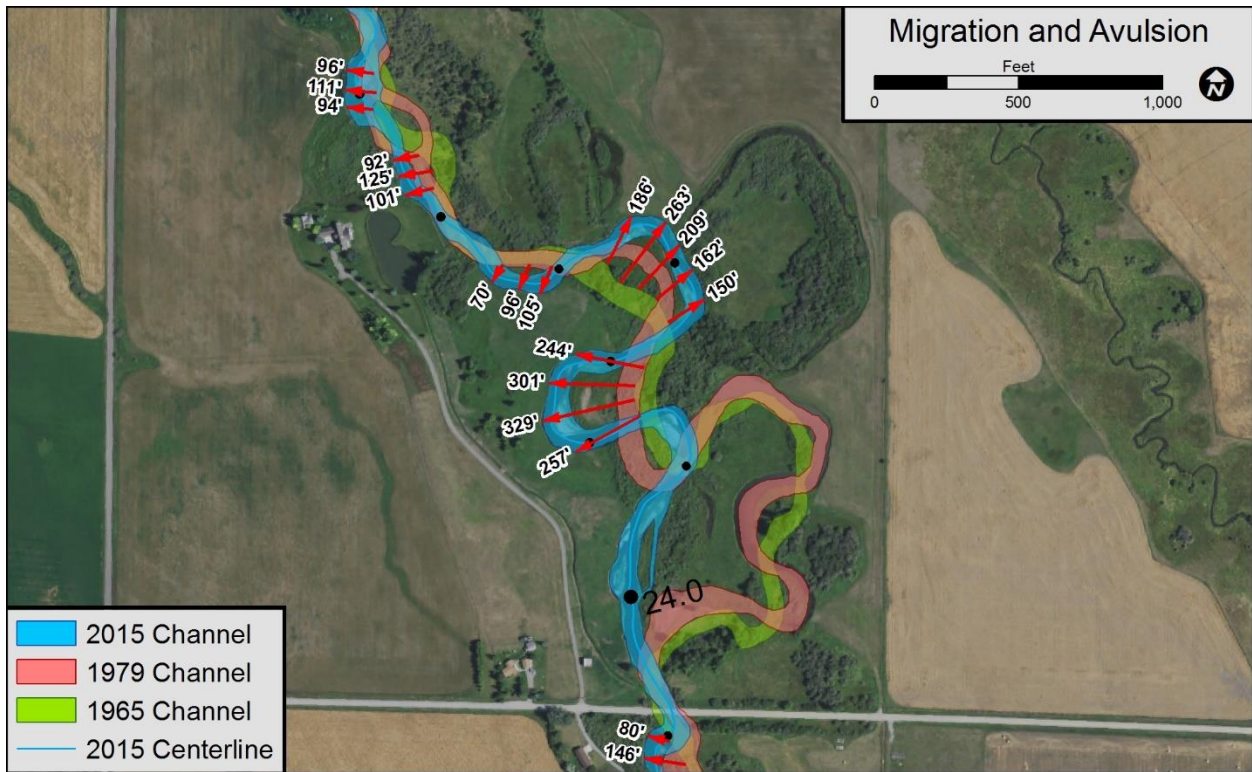 Migration and Avulsion
Feet
0 500 1,000
N
96'
111'
94'
92'
125'
101'
70'
96'
105'
186'
263'
209'
162'
150'
244'
301'
329'
257'
24.0
80'
146'
2015 Channel
1979 Channel
1965 Channel
2015 Centerline